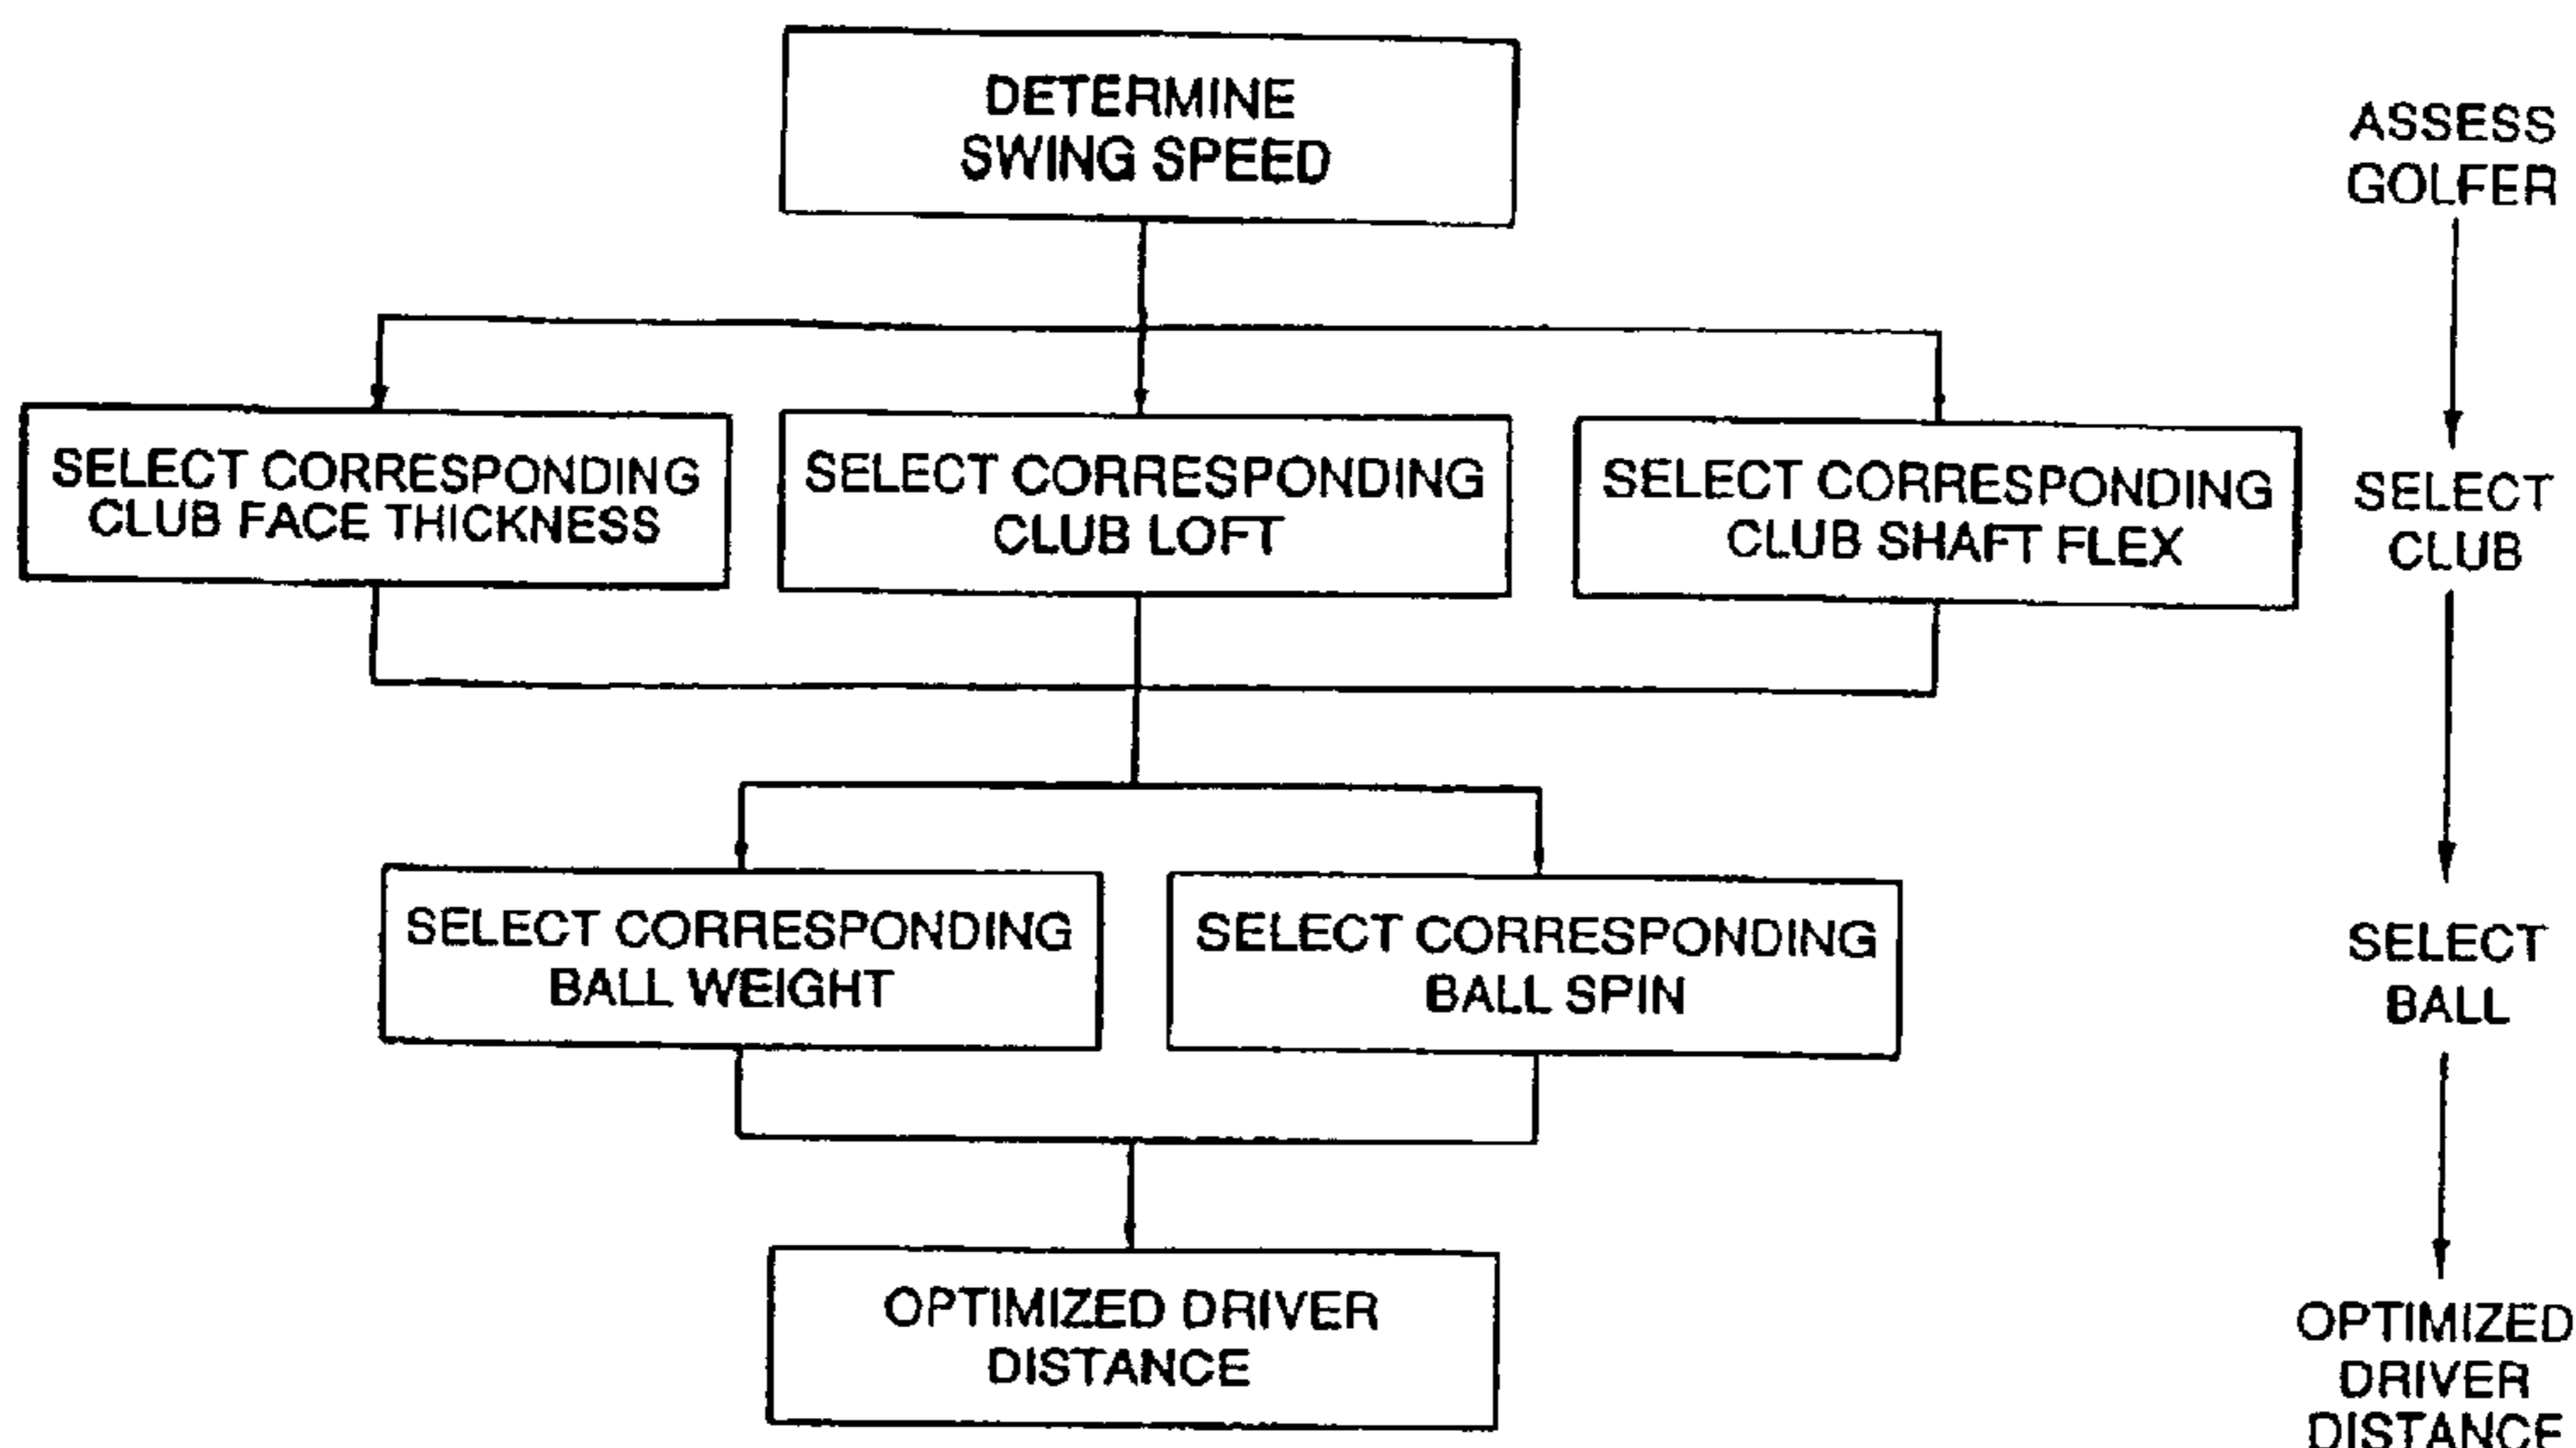 DETERMINE
SWING SPEED
ASSESS
GOLFER
SELECT CORRESPONDING
CLUB FACE THICKNESS
SELECT CORRESPONDING
CLUB LOFT
SELECT CORRESPONDING
CLUB SHAFT FLEX
SELECT
CLUB
SELECT CORRESPONDING
BALL WEIGHT
SELECT CORRESPONDING
BALL SPIN
SELECT
BALL
OPTIMIZED DRIVER
DISTANCE
OPTIMIZED
DRIVER
DISTANCE